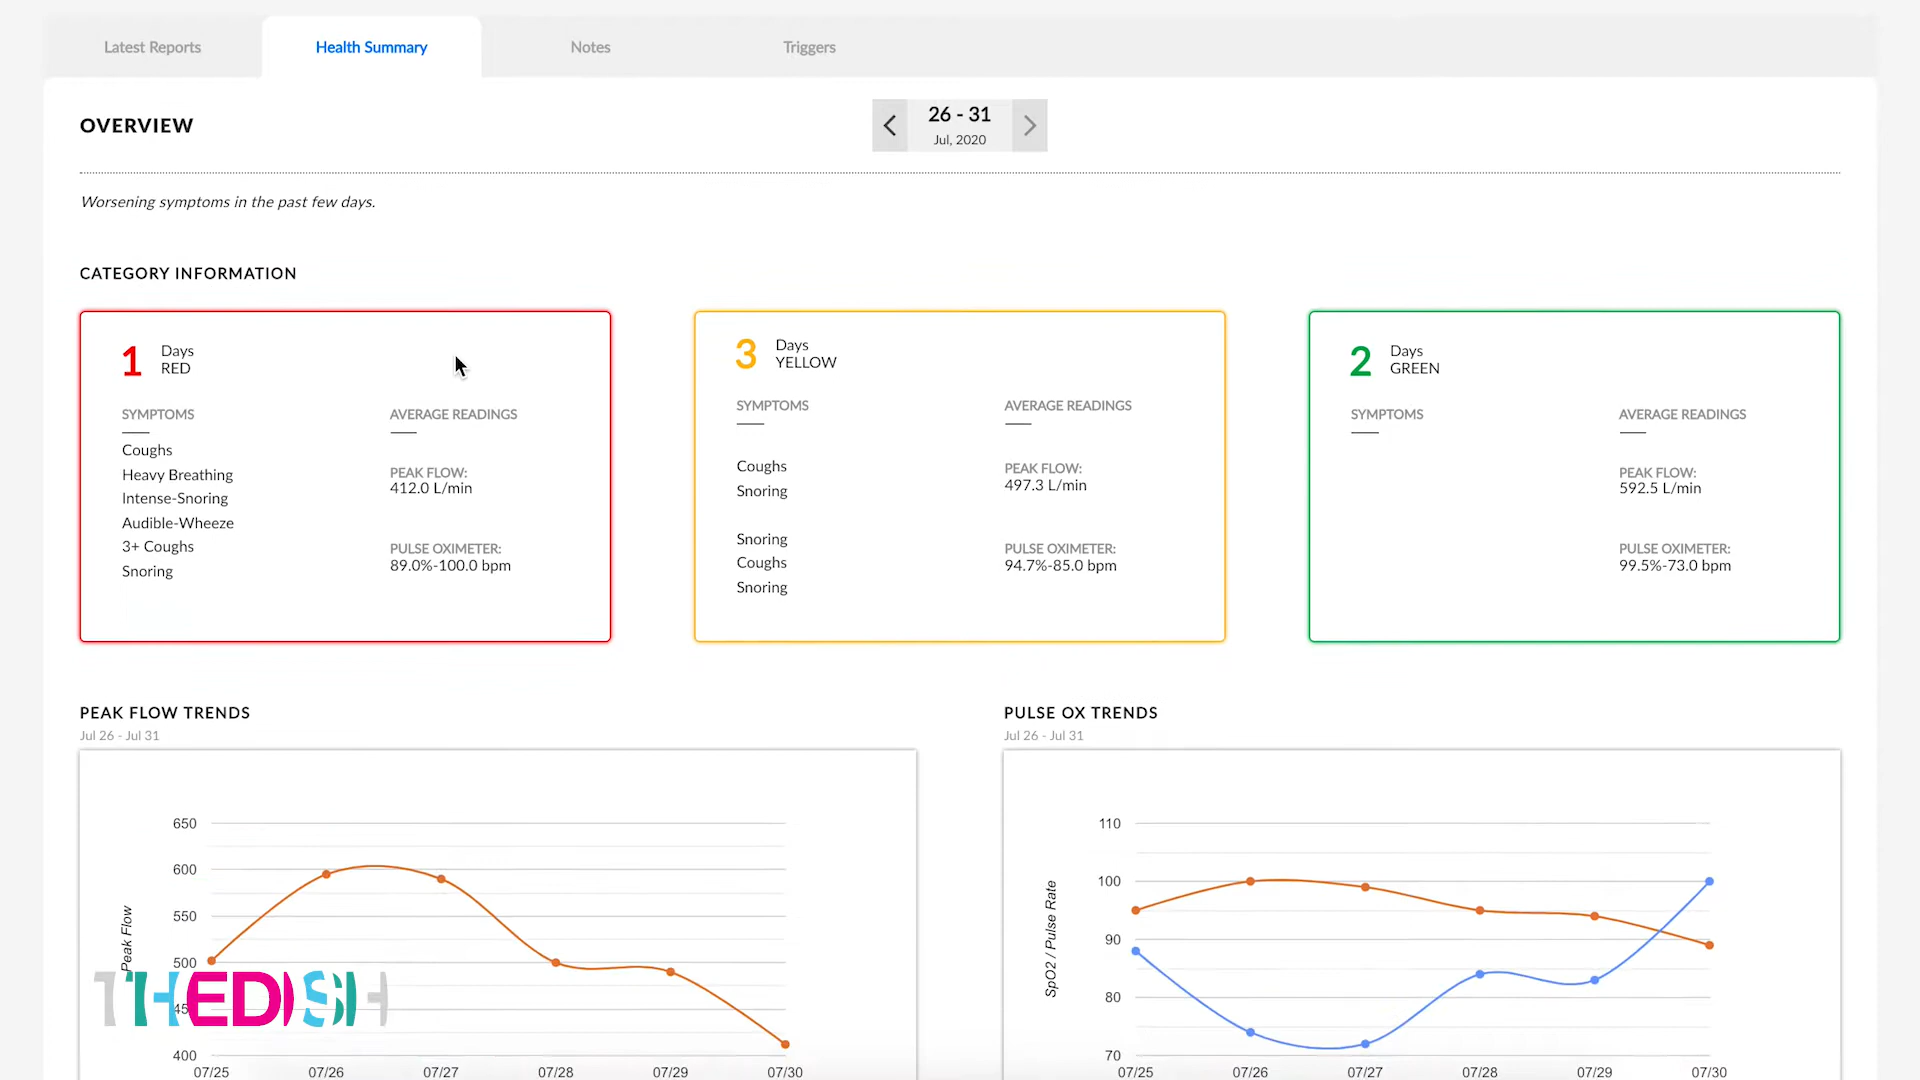 Latest Reports
Health Summary
Notes
Triggers
OVERVIEW
26 - 31
Jul, 2020
Worsening symptoms in the past few days.
CATEGORY INFORMATION
1
Days
RED
SYMPTOMS
Coughs
Heavy Breathing
Intense-Snoring
Audible-Wheeze
3+ Coughs
Snoring
AVERAGE READINGS
PEAK FLOW:
412.0 L/min
PULSE OXIMETER:
89.0%-100.0 bpm
3
Days
YELLOW
SYMPTOMS
Coughs
Snoring
Snoring
Coughs
Snoring
AVERAGE READINGS
PEAK FLOW:
497.3 L/min
PULSE OXIMETER:
94.7%-85.0 bpm
2
Days
GREEN
SYMPTOMS
AVERAGE READINGS
PEAK FLOW:
592.5 L/min
PULSE OXIMETER:
99.5%-73.0 bpm
PEAK FLOW TRENDS
Jul 26 - Jul 31
Peak Flow
650
600
550
500
45
400
07/25 07/26 07/27 07/28 07/29 07/30
THEDISH
PULSE OX TRENDS
Jul 26 - Jul 31
SpO2 / Pulse Rate
110
100
90
80
70
07/25 07/26 07/27 07/28 07/29 07/30